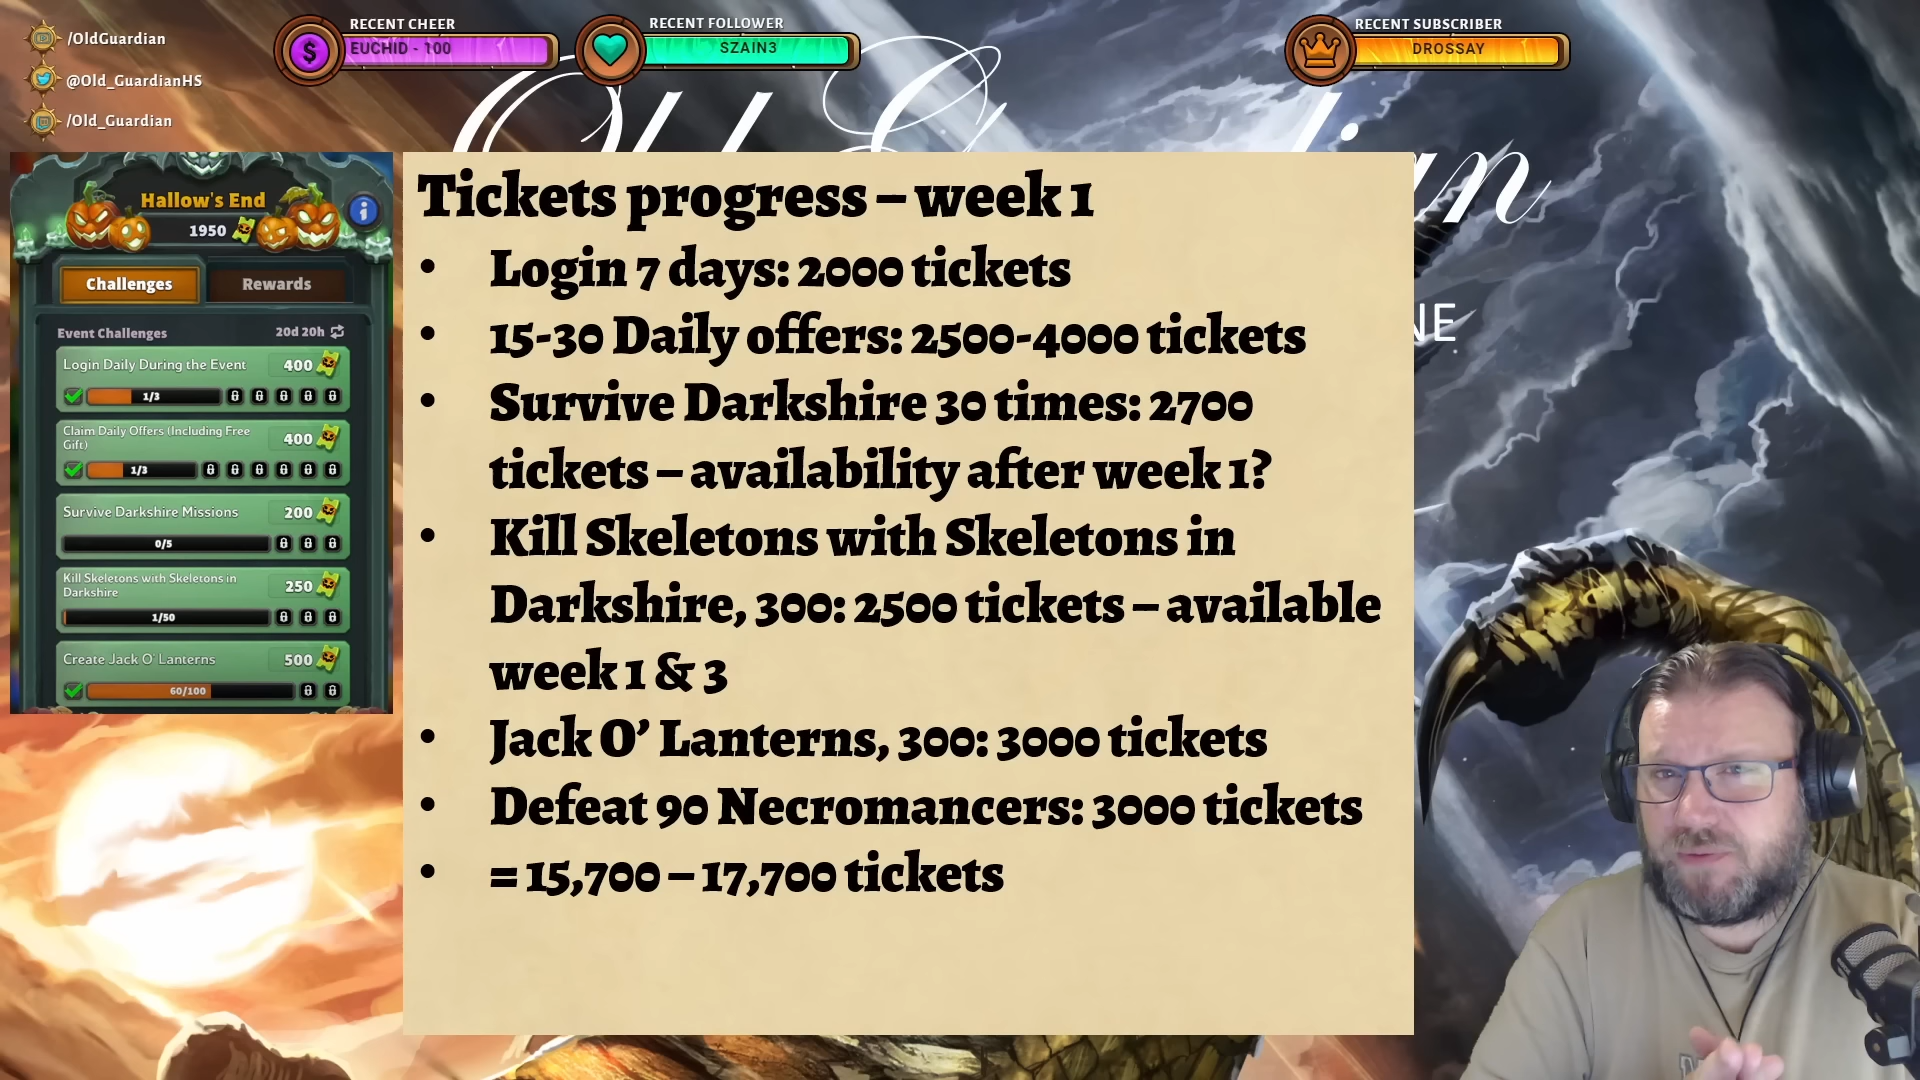 /OldGuardian
@Old_GuardianHS
/Old_Guardian
RECENT CHEER
EUCHID - 100
RECENT FOLLOWER
SZAIN3
RECENT SUBSCRIBER
DROSSAY
Hallow's End
1950
Challenges
Rewards
Event Challenges
20d 20h
Login Daily During the Event
400
1/3
Claim Daily Offers (Including Free
Gift)
400
1/3
Survive Darkshire Missions
200
0/5
Kill Skeletons with Skeletons in
Darkshire
250
1/50
Create Jack O' Lanterns
500
60/100
Tickets progress – week 1
• Login 7 days: 2000 tickets
• 15-30 Daily offers: 2500-4000 tickets
• Survive Darkshire 30 times: 2700
tickets – availability after week 1?
• Kill Skeletons with Skeletons in
Darkshire, 300: 2500 tickets – available
week 1 & 3
• Jack O’ Lanterns, 300: 3000 tickets
• Defeat 90 Necromancers: 3000 tickets
• = 15,700 – 17,700 tickets